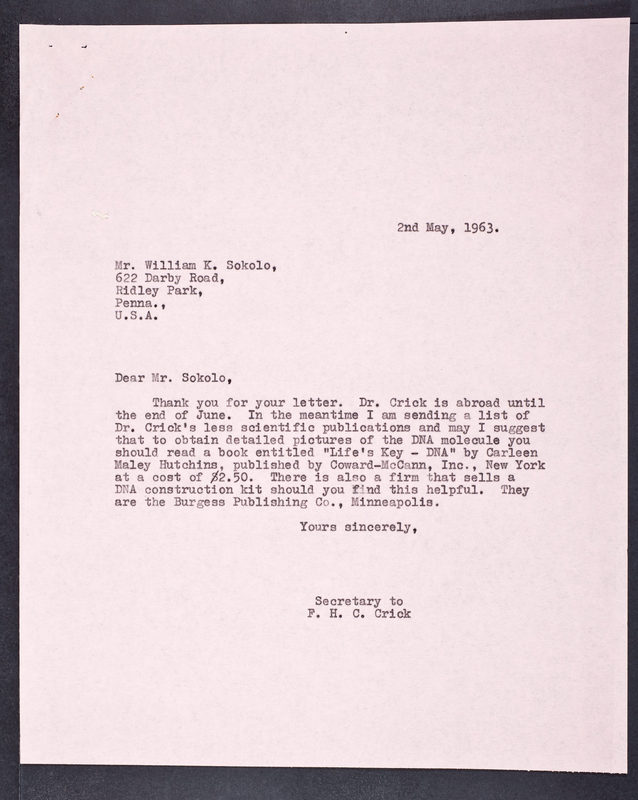 2nd May, 1963.
Mr. William K. Sokolo,
622 Darby Road,
Ridley Park,
Penna.,
U.S.A.
Dear Mr. Sokolo,
Thank you for your letter. Dr. Crick is abroad until
the end of June. In the meantime I am sending a list of
Dr. Crick's less scientific publications and may I suggest
that to obtain detailed pictures of the DNA molecule you
should read a book entitled "Life's Key - DNA" by Carleen
Maley Hutchins, published by Coward-McCann, Inc., New York
at a cost of $2.50. There is also a firm that sells a
DNA construction kit should you find this helpful. They
are the Burgess Publishing Co., Minneapolis.
Yours sincerely,
Secretary to
F. H. C. Crick